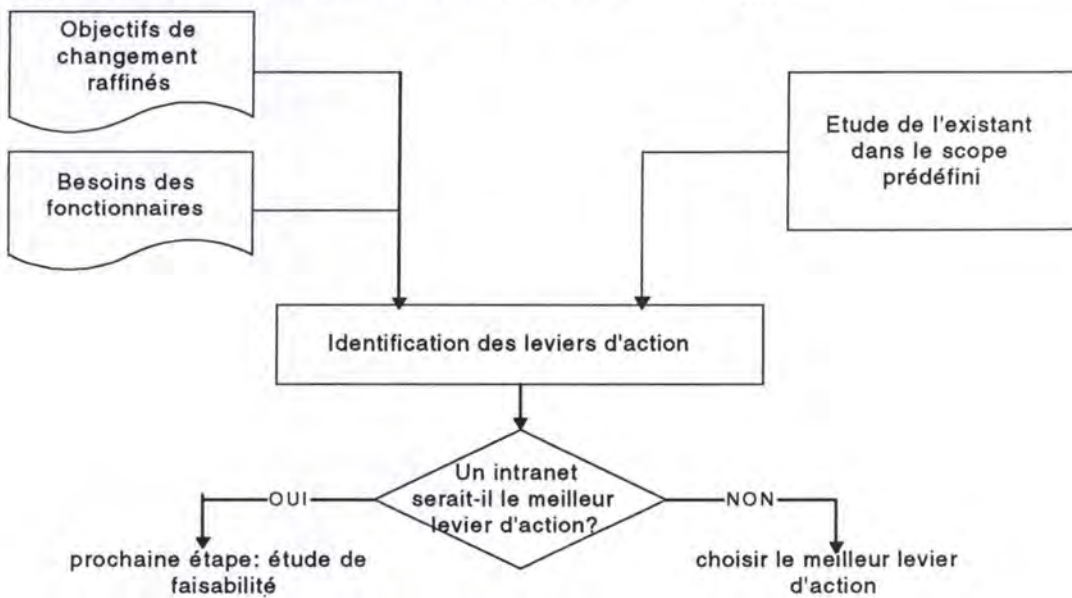 Objectifs de
changement
raffinés
Etude de l'existant
dans le scope
prédéfini
Besoins des
fonctionnaires
Identification des leviers d'action
Un intranet
serait-il le meilleur
levier d'action?
OUI
NON
prochaine étape: étude de
faisabilité
choisir le meilleur levier
d'action